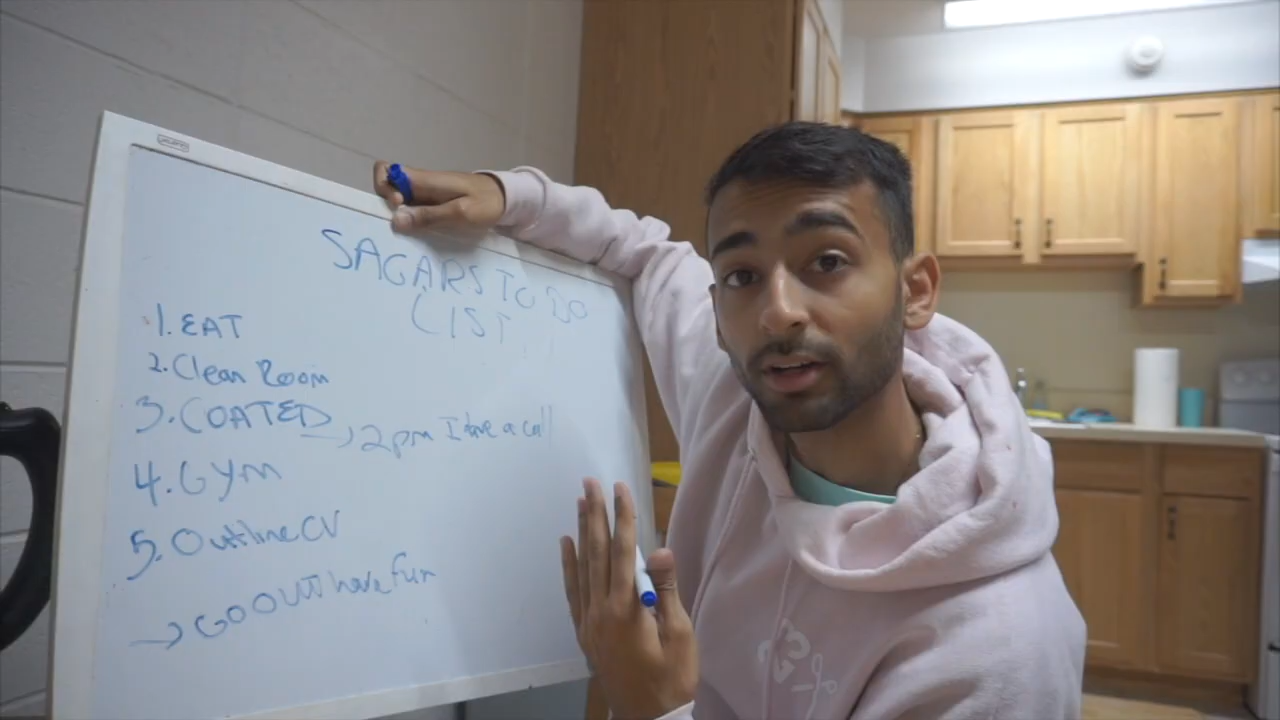 SAGARS TO DO
LIST
1. EAT
2. Clean Room
3. COATED
→ 2pm I have a call
4. Gym
5. Outline CV
→ GO OUT have fun